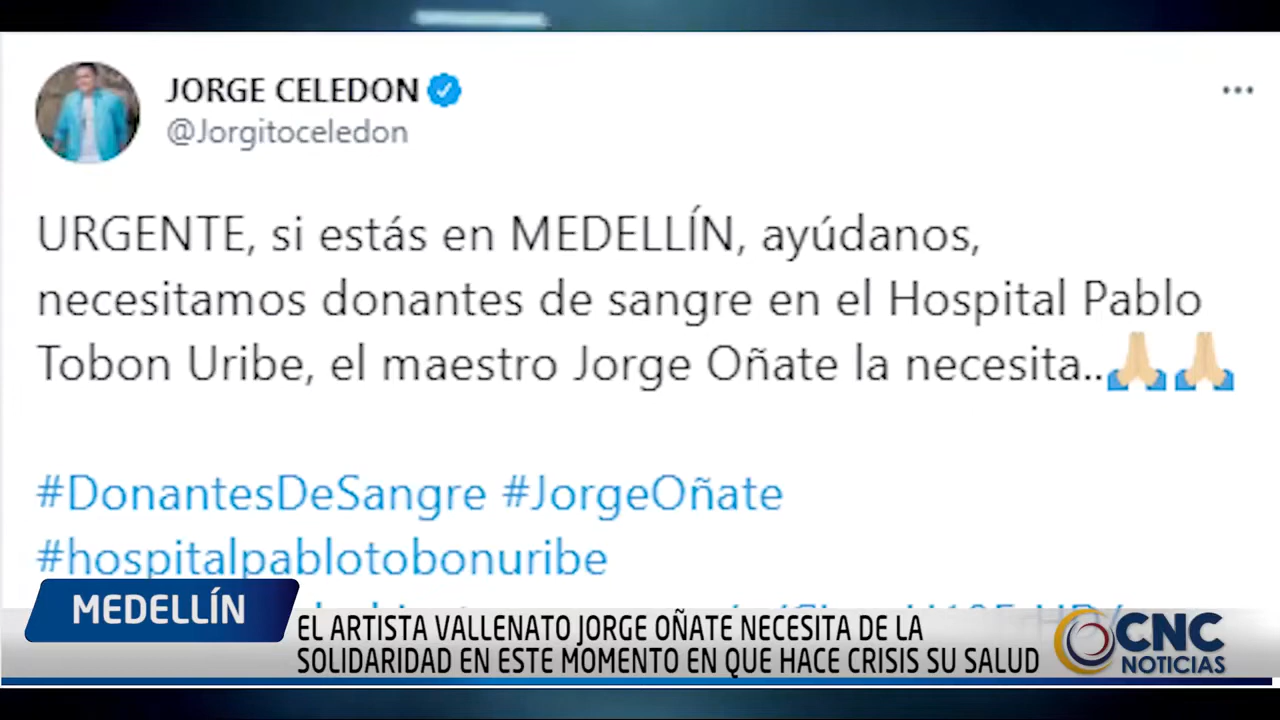 JORGE CELEDON
@Jorgitoceledon
URGENTE, si estás en MEDELLÍN, ayúdanos,
necesitamos donantes de sangre en el Hospital Pablo
Tobon Uribe, el maestro Jorge Oñate la necesita..🙏🏼🙏🏼
#DonantesDeSangre #JorgeOñate
#hospitalpablotobonuribe
MEDELLÍN
EL ARTISTA VALLENATO JORGE OÑATE NECESITA DE LA
SOLIDARIDAD EN ESTE MOMENTO EN QUE HACE CRISIS SU SALUD
CNC
NOTICIAS